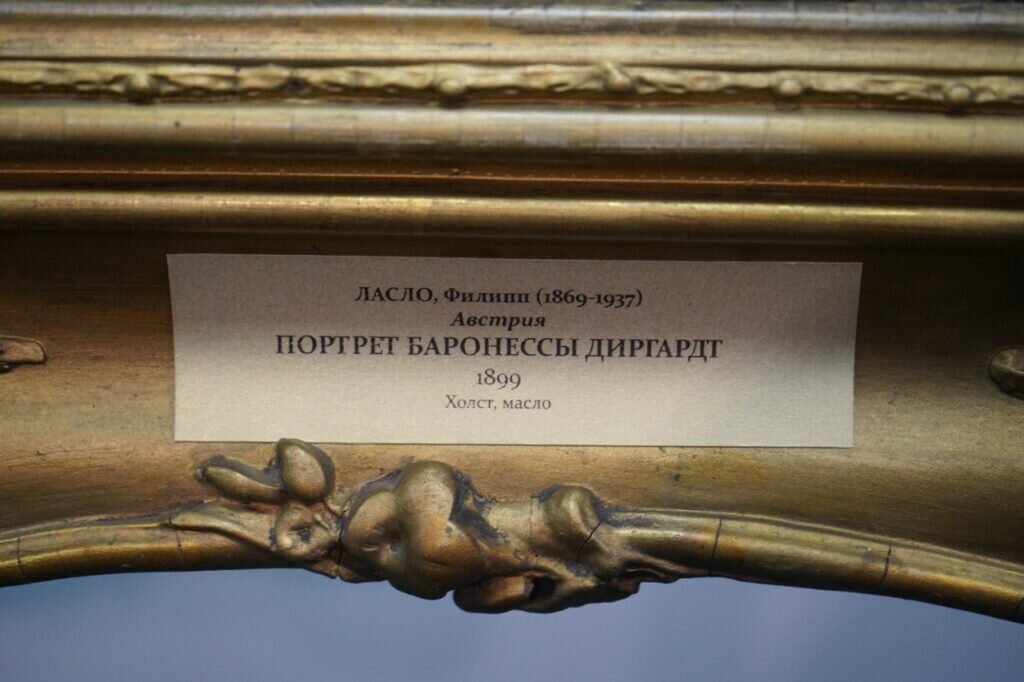 ЛАСЛО, Филипп (1869-1937)
Австрия
ПОРТРЕТ БАРОНЕССЫ ДИРГАРДТ
1899
Холст, масло